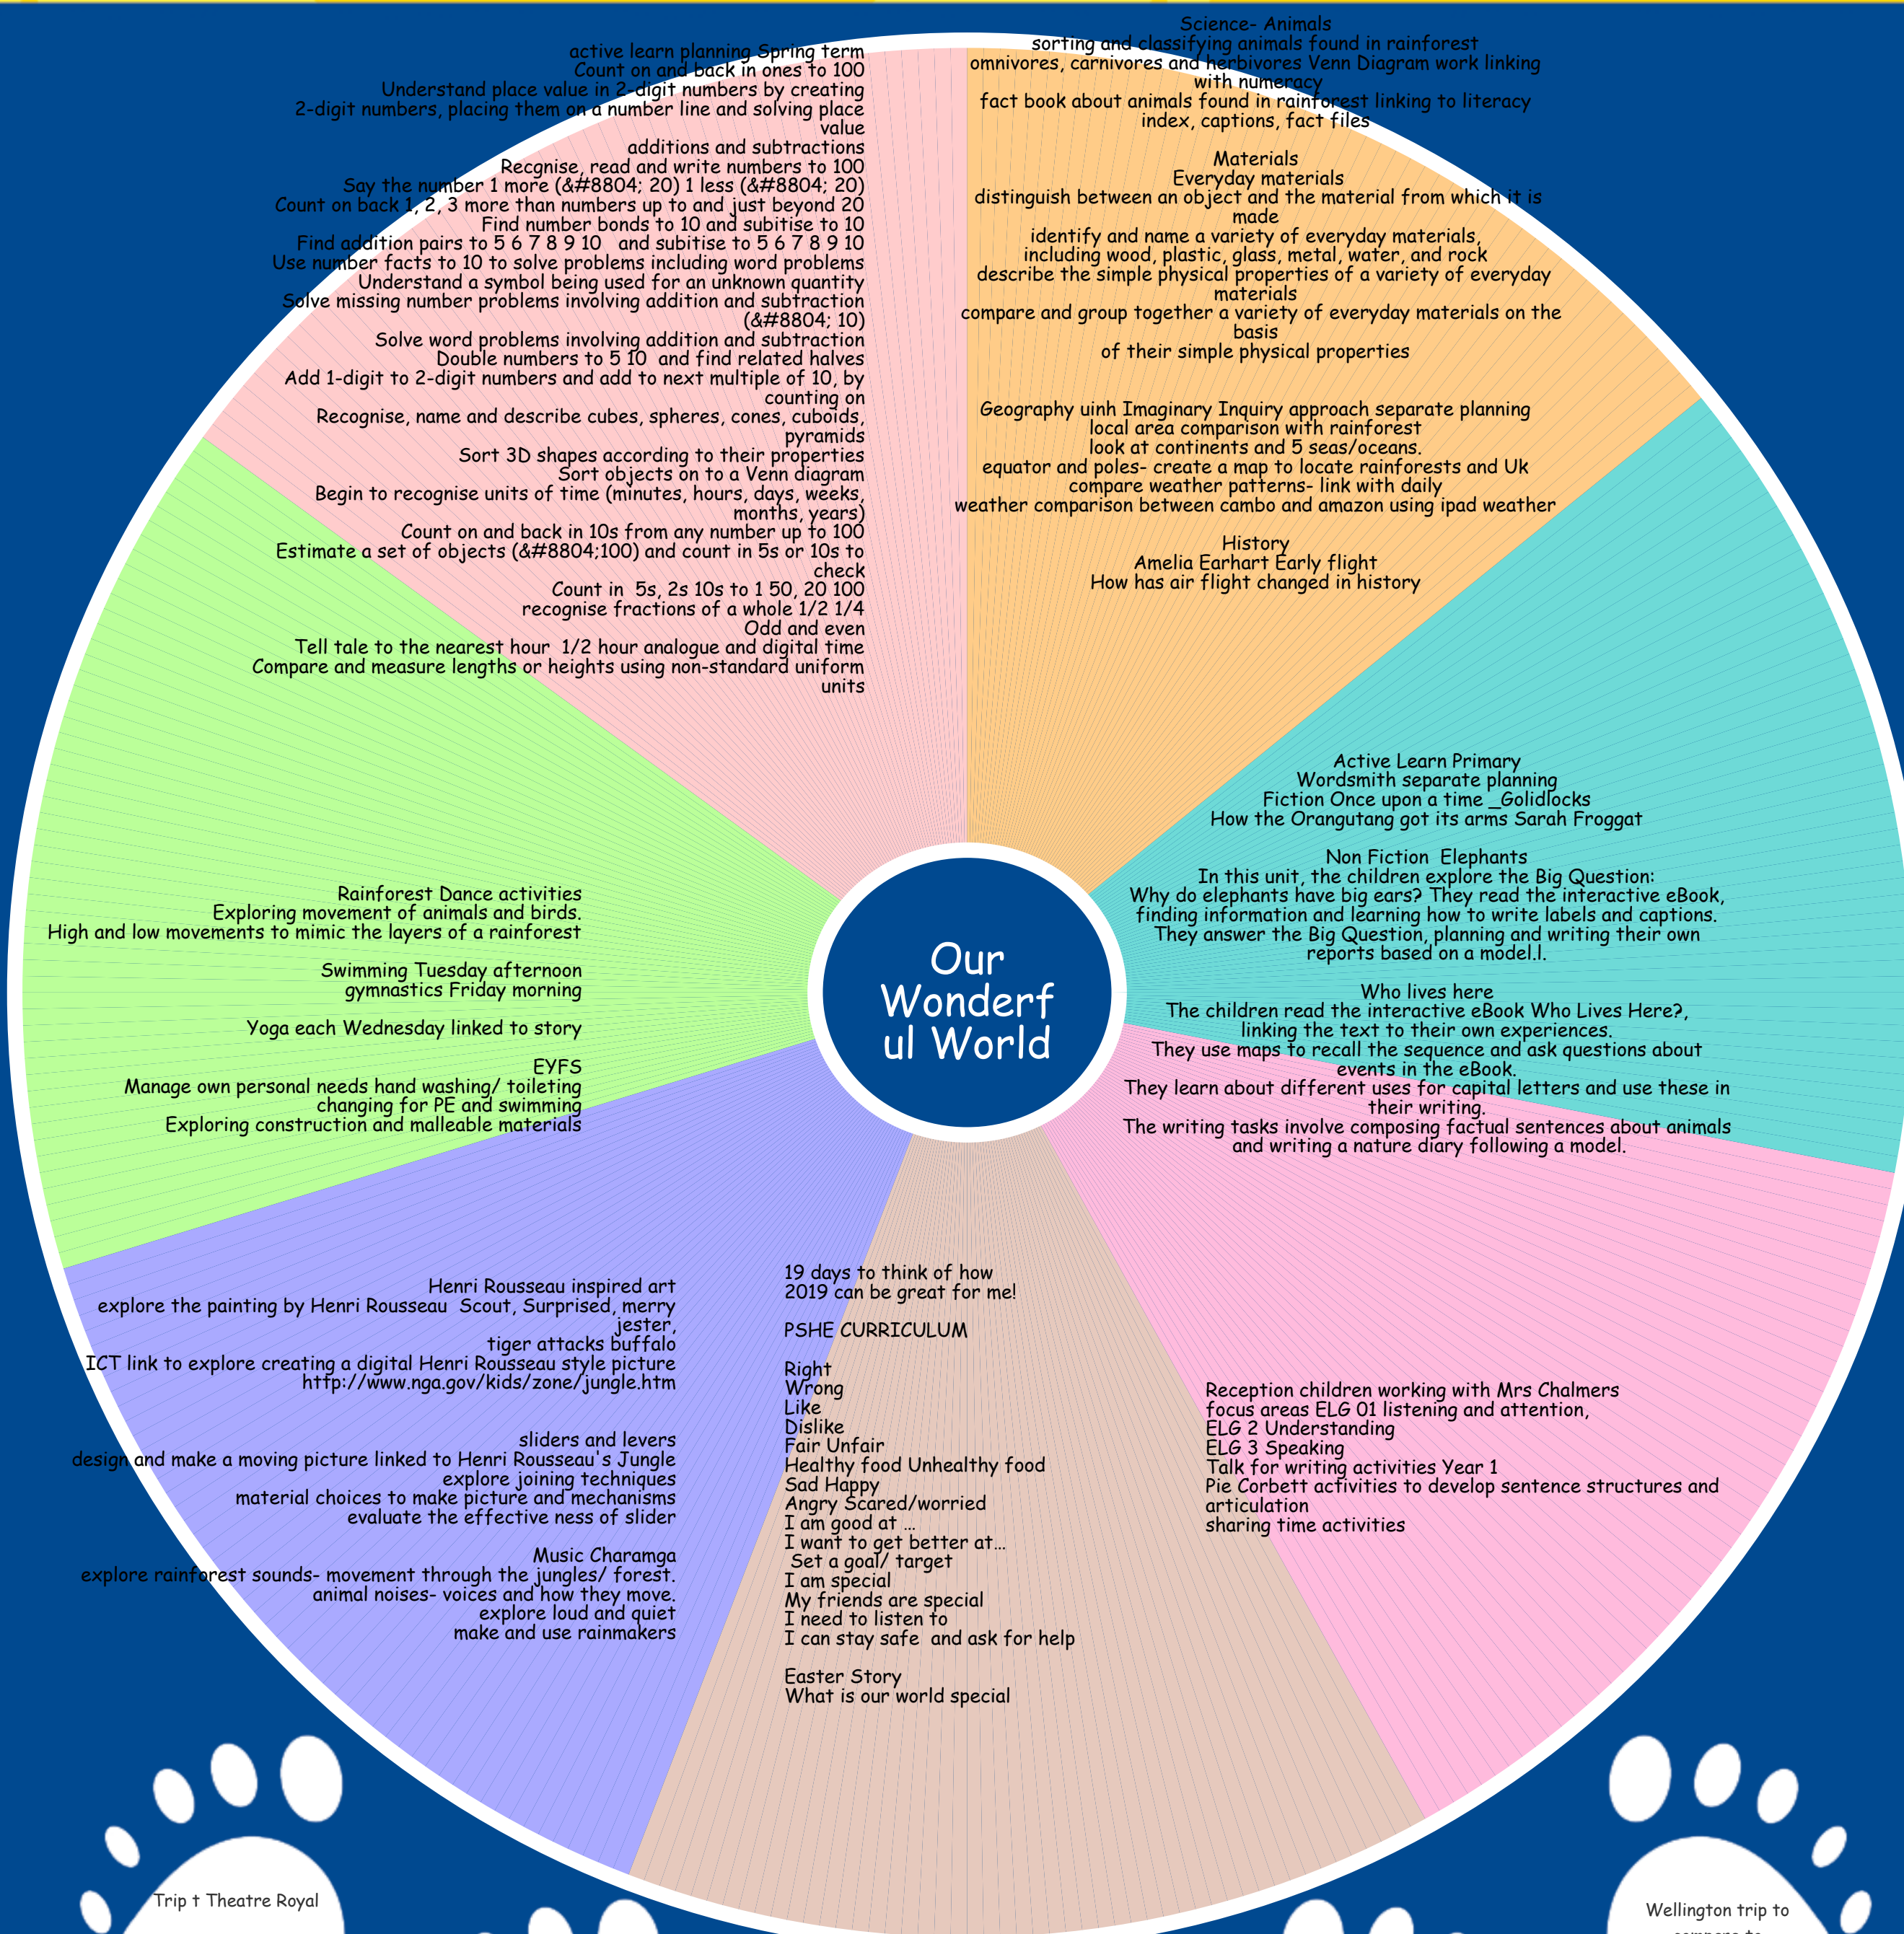 active learn planning Spring term
Count on and back in ones to 100
Understand place value in 2-digit numbers by creating
2-digit numbers, placing them on a number line and solving place
value
additions and subtractions
Recgnise, read and write numbers to 100
Say the number 1 more (&#8804; 20) 1 less (&#8804; 20)
Count on back 1, 2, 3 more than numbers up to and just beyond 20
Find number bonds to 10 and subitise to 10
Find addition pairs to 5 6 7 8 9 10   and subitise to 5 6 7 8 9 10
Use number facts to 10 to solve problems including word problems
Understand a symbol being used for an unknown quantity
Solve missing number problems involving addition and subtraction
(&#8804; 10)
Solve word problems involving addition and subtraction
Double numbers to 5 10  and find related halves
Add 1-digit to 2-digit numbers and add to next multiple of 10, by
counting on
Recognise, name and describe cubes, spheres, cones, cuboids,
pyramids
Sort 3D shapes according to their properties
Sort objects on to a Venn diagram
Begin to recognise units of time (minutes, hours, days, weeks,
months, years)
Count on and back in 10s from any number up to 100
Estimate a set of objects (&#8804;100) and count in 5s or 10s to
check
Count in  5s, 2s 10s to 1 50, 20 100
recognise fractions of a whole 1/2 1/4
Odd and even
Tell tale to the nearest hour  1/2 hour analogue and digital time
Compare and measure lengths or heights using non-standard uniform
units
Science- Animals
sorting and classifying animals found in rainforest
omnivores, carnivores and herbivores Venn Diagram work linking
with numeracy
fact book about animals found in rainforest linking to literacy
index, captions, fact files
Materials
Everyday materials
distinguish between an object and the material from which it is
made
identify and name a variety of everyday materials,
including wood, plastic, glass, metal, water, and rock
describe the simple physical properties of a variety of everyday
materials
compare and group together a variety of everyday materials on the
basis
of their simple physical properties
Geography uinh Imaginary Inquiry approach separate planning
local area comparison with rainforest
look at continents and 5 seas/oceans.
equator and poles- create a map to locate rainforests and Uk
compare weather patterns- link with daily
weather comparison between cambo and amazon using ipad weather
History
Amelia Earhart Early flight
How has air flight changed in history
Active Learn Primary
Wordsmith separate planning
Fiction Once upon a time _Golidlocks
How the Orangutang got its arms Sarah Froggat
Non Fiction  Elephants
In this unit, the children explore the Big Question:
Why do elephants have big ears? They read the interactive eBook,
finding information and learning how to write labels and captions.
They answer the Big Question, planning and writing their own
reports based on a model.l.
Who lives here
The children read the interactive eBook Who Lives Here?,
linking the text to their own experiences.
They use maps to recall the sequence and ask questions about
events in the eBook.
They learn about different uses for capital letters and use these in
their writing.
The writing tasks involve composing factual sentences about animals
and writing a nature diary following a model.
Our
Wonderf
ul World
Rainforest Dance activities
Exploring movement of animals and birds.
High and low movements to mimic the layers of a rainforest
Swimming Tuesday afternoon
gymnastics Friday morning
Yoga each Wednesday linked to story
EYFS
Manage own personal needs hand washing/ toileting
changing for PE and swimming
Exploring construction and malleable materials
Henri Rousseau inspired art
explore the painting by Henri Rousseau  Scout, Surprised, merry
jester,
tiger attacks buffalo
ICT link to explore creating a digital Henri Rousseau style picture
http://www.nga.gov/kids/zone/jungle.htm
sliders and levers
design and make a moving picture linked to Henri Rousseau's Jungle
explore joining techniques
material choices to make picture and mechanisms
evaluate the effective ness of slider
Music Charamga
explore rainforest sounds- movement through the jungles/ forest.
animal noises- voices and how they move.
explore loud and quiet
make and use rainmakers
19 days to think of how
2019 can be great for me!
PSHE CURRICULUM
Right
Wrong
Like
Dislike
Fair Unfair
Healthy food Unhealthy food
Sad Happy
Angry Scared/worried
I am good at ...
I want to get better at...
Set a goal/ target
I am special
My friends are special
I need to listen to
I can stay safe  and ask for help
Easter Story
What is our world special
Reception children working with Mrs Chalmers
focus areas ELG 01 listening and attention,
ELG 2 Understanding
ELG 3 Speaking
Talk for writing activities Year 1
Pie Corbett activities to develop sentence structures and
articulation
sharing time activities
Trip t Theatre Royal
Wellington trip to